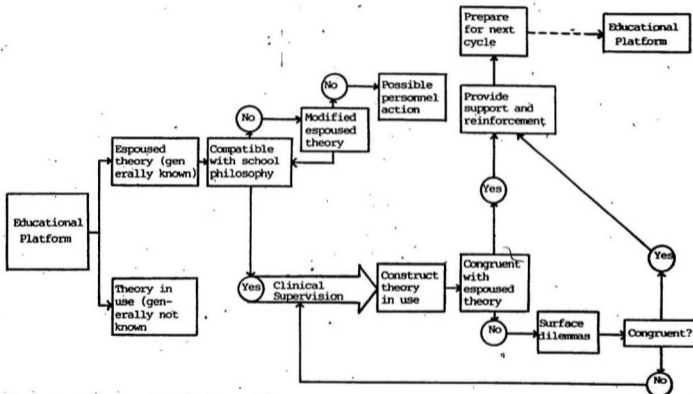 Prepare
for next
cycle
Educational
Platform
No
Possible
personnel
action
No
Modified
espoused
theory
Provide
support and
reinforcement
Espoused
theory (gen
erally known)
Compatible
with school
philosophy
Educational
Platform
Yes
Yes
Theory in
use (gen-
erally not
known
Yes
Clinical
Supervision
Construct
theory
in use
Congruent
with
espoused
theory
No
Surface
dilemmas
Congruent?
No